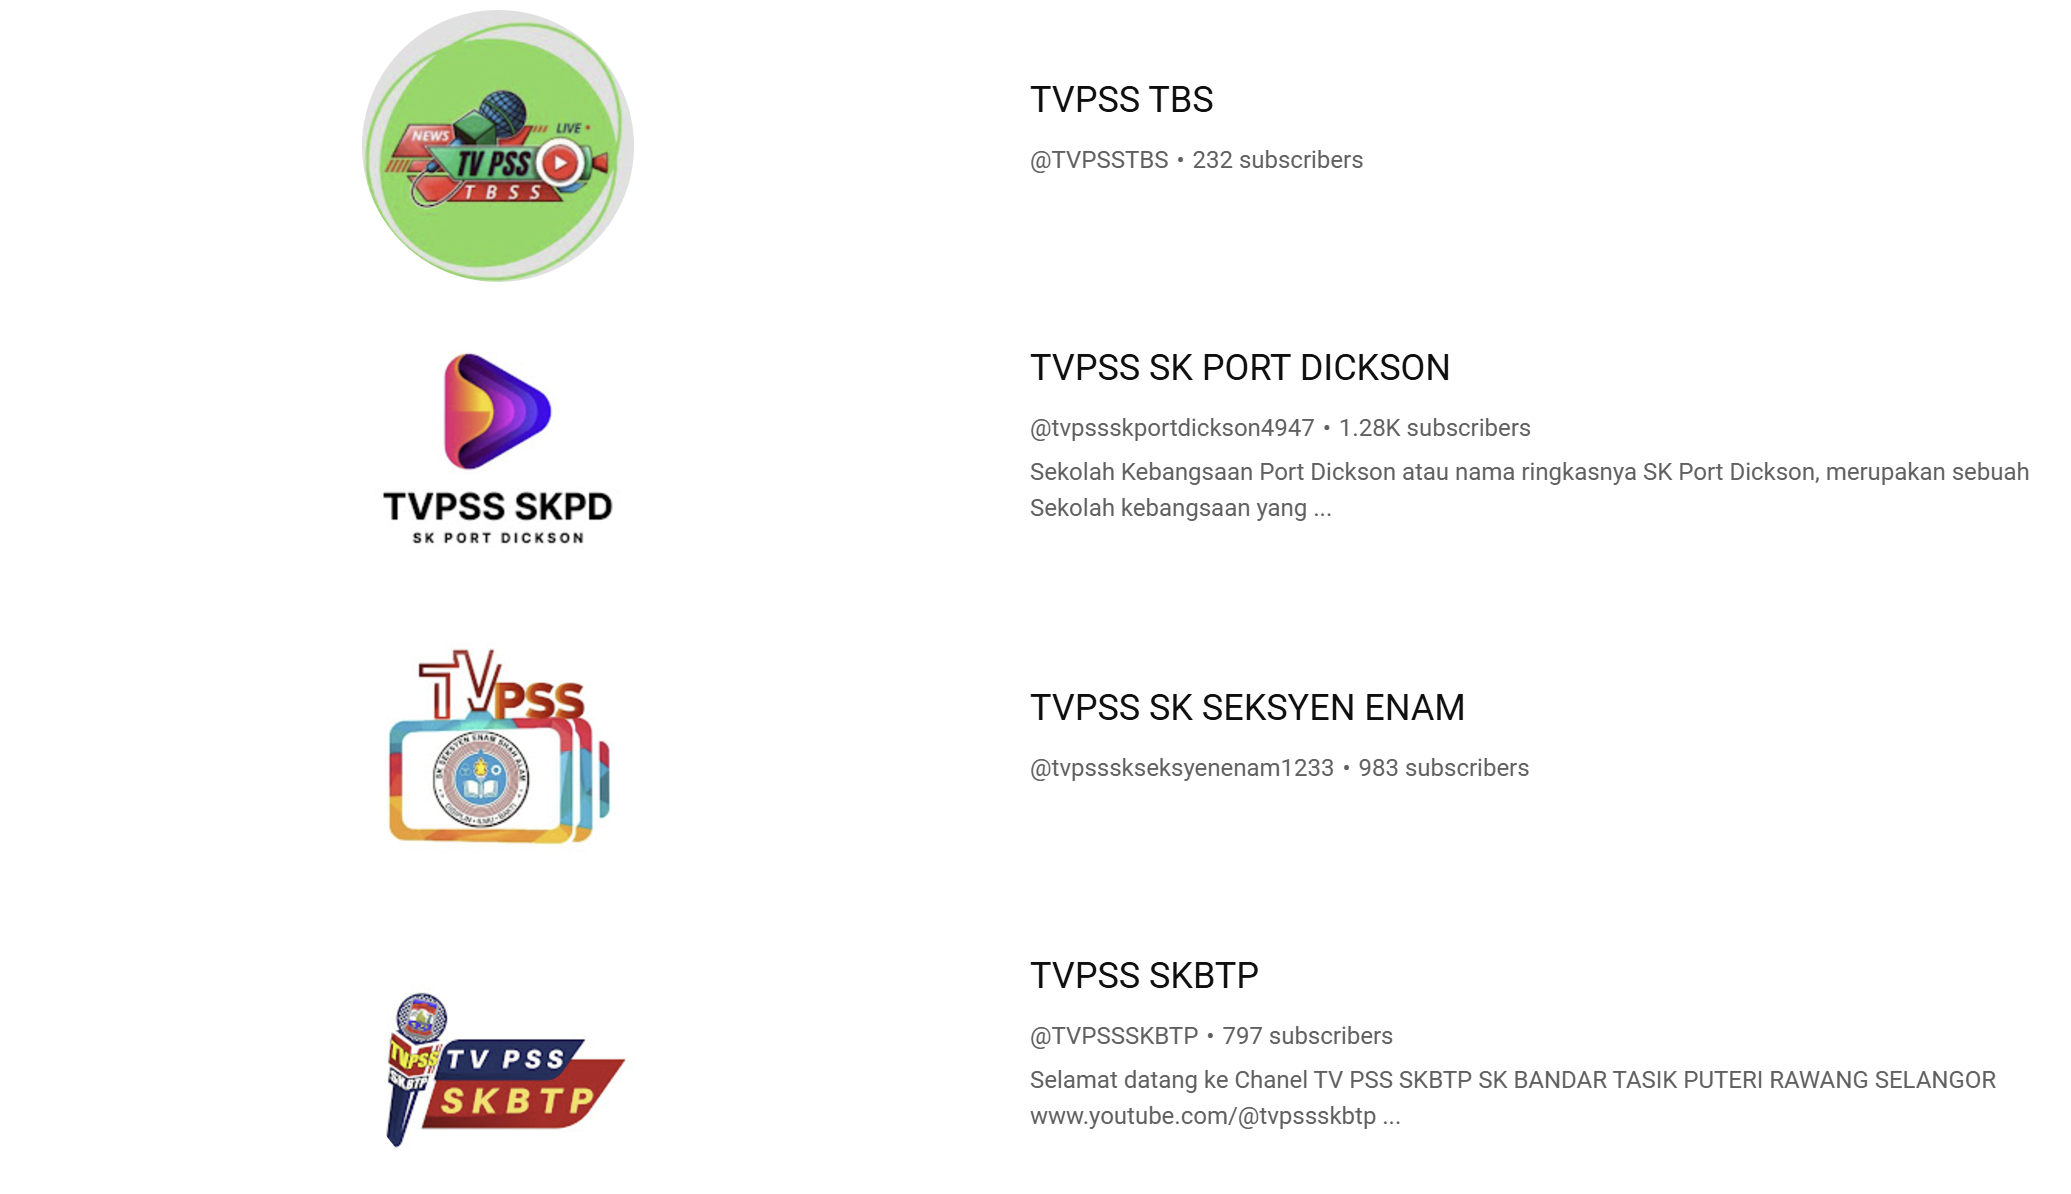 NEWS
LIVE
TV PSS
TBSS
TVPSS TBS
@TVPSSTBS • 232 subscribers
TVPSS SKPD
SK PORT DICKSON
TVPSS SK PORT DICKSON
@tvpssskportdickson4947 • 1.28K subscribers
Sekolah Kebangsaan Port Dickson atau nama ringkasnya SK Port Dickson, merupakan sebuah
Sekolah kebangsaan yang ...
TVPSS
SK SEKSYEN ENAM SHAH ALAM
DISIPLIN • ILMU • BAKTI
TVPSS SK SEKSYEN ENAM
@tvpssskseksyenenam1233 • 983 subscribers
TVPSS
SKBTP
TV PSS
SKBTP
TVPSS SKBTP
@TVPSSSKBTP • 797 subscribers
Selamat datang ke Chanel TV PSS SKBTP SK BANDAR TASIK PUTERI RAWANG SELANGOR
www.youtube.com/@tvpssskbtp ...